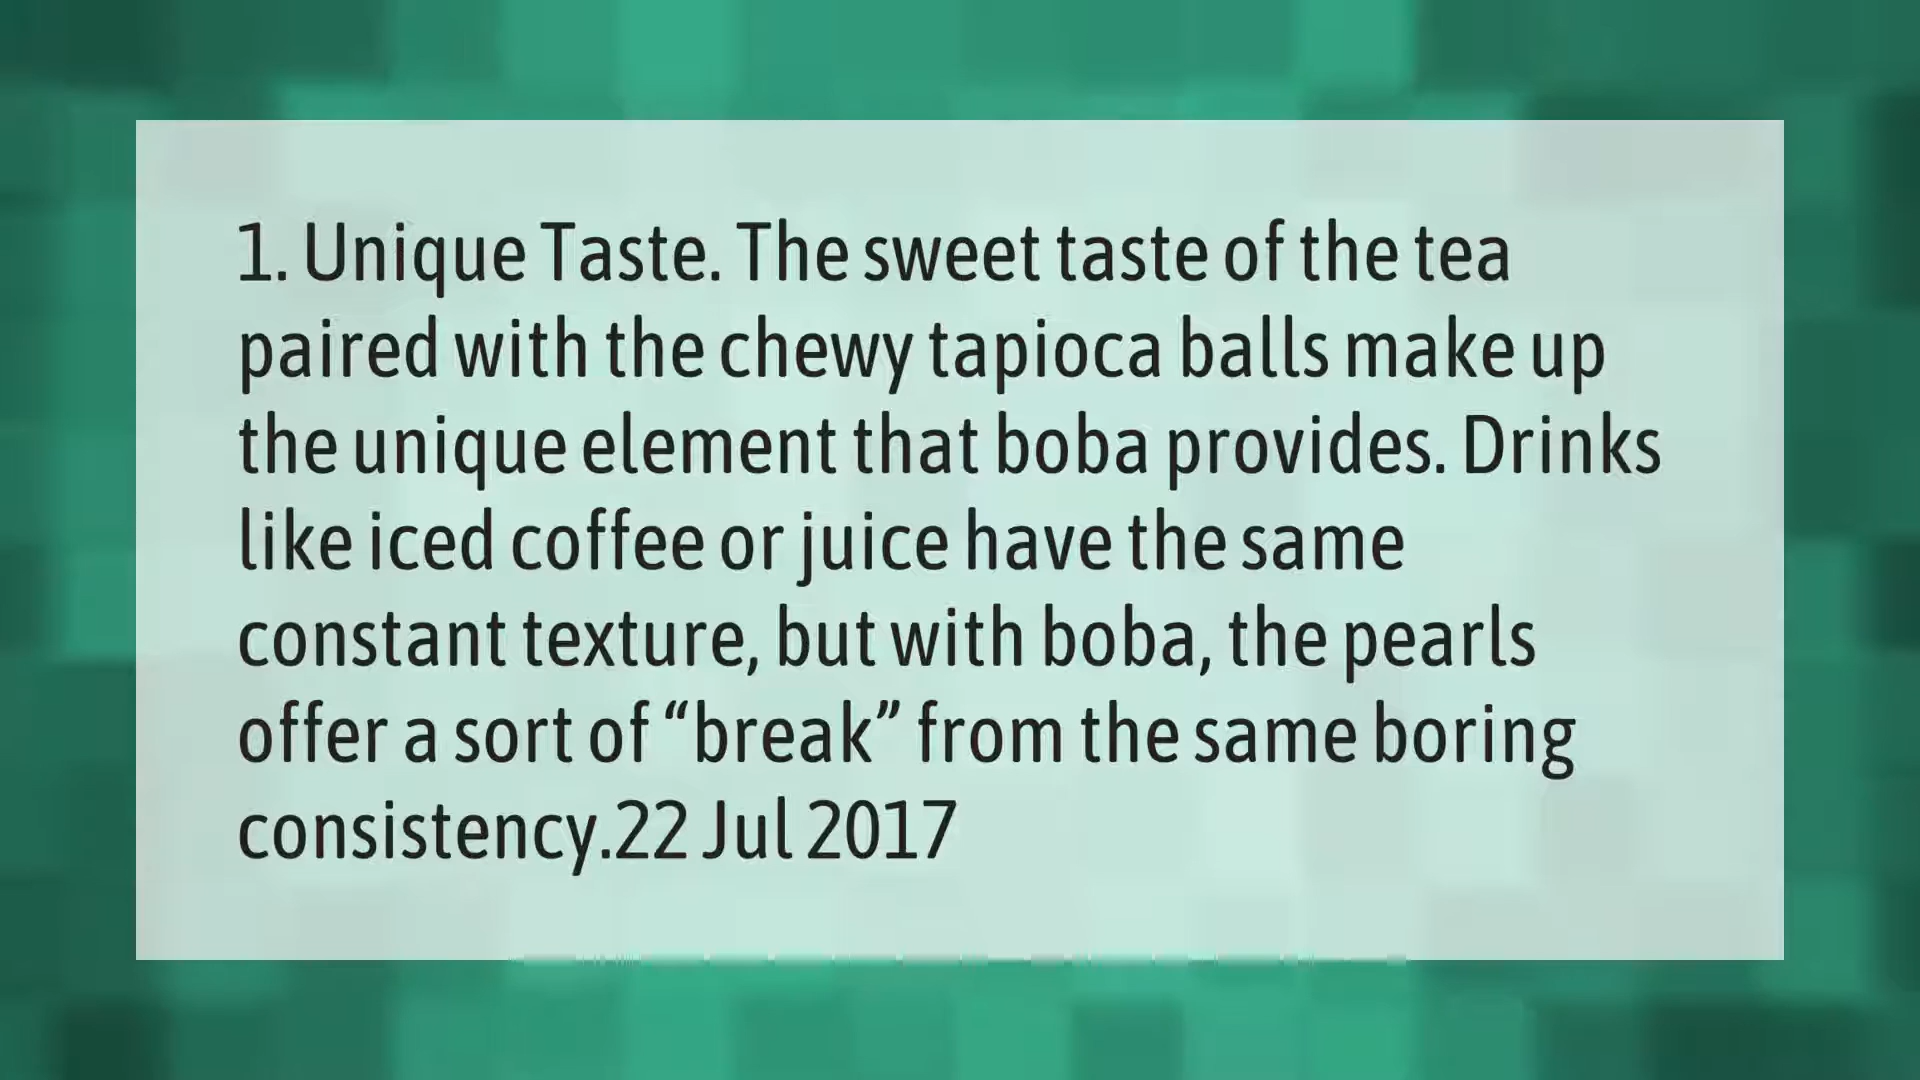 1. Unique Taste. The sweet taste of the tea
paired with the chewy tapioca balls make up
the unique element that boba provides. Drinks
like iced coffee or juice have the same
constant texture, but with boba, the pearls
offer a sort of “break” from the same boring
consistency.22 Jul 2017